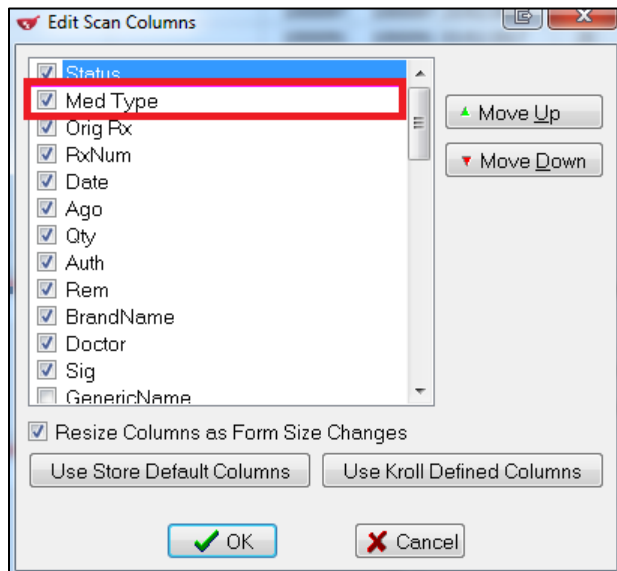 Edit Scan Columns
Status
Med Type
Orig Rx
RxNum
Date
Ago
Qty
Auth
Rem
BrandName
Doctor
Sig
GenericName
Move Up
Move Down
Resize Columns as Form Size Changes
Use Store Default Columns
Use Kroll Defined Columns
OK
Cancel